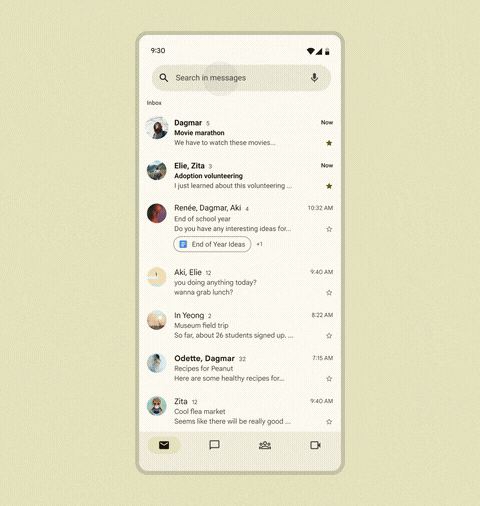 9:30
Search in messages
Inbox
Dagmar 5 Now
Movie marathon
We have to watch these movies...
Elie, Zita 3 Now
Adoption volunteering
I just learned about this volunteering ...
Renée, Dagmar, Aki 4 10:32 AM
End of school year
Do you have any interesting ideas for...
End of Year Ideas +1
Aki, Elie 12 9:40 AM
you doing anything today?
wanna grab lunch?
In Yeong 2 8:22 AM
Museum field trip
So far, about 26 students signed up. ...
Odette, Dagmar 32 7:15 AM
Recipes for Peanut
Here are some healthy recipes for...
Zita 12 9:40 AM
Cool flea market
Seems like there will be really good ...